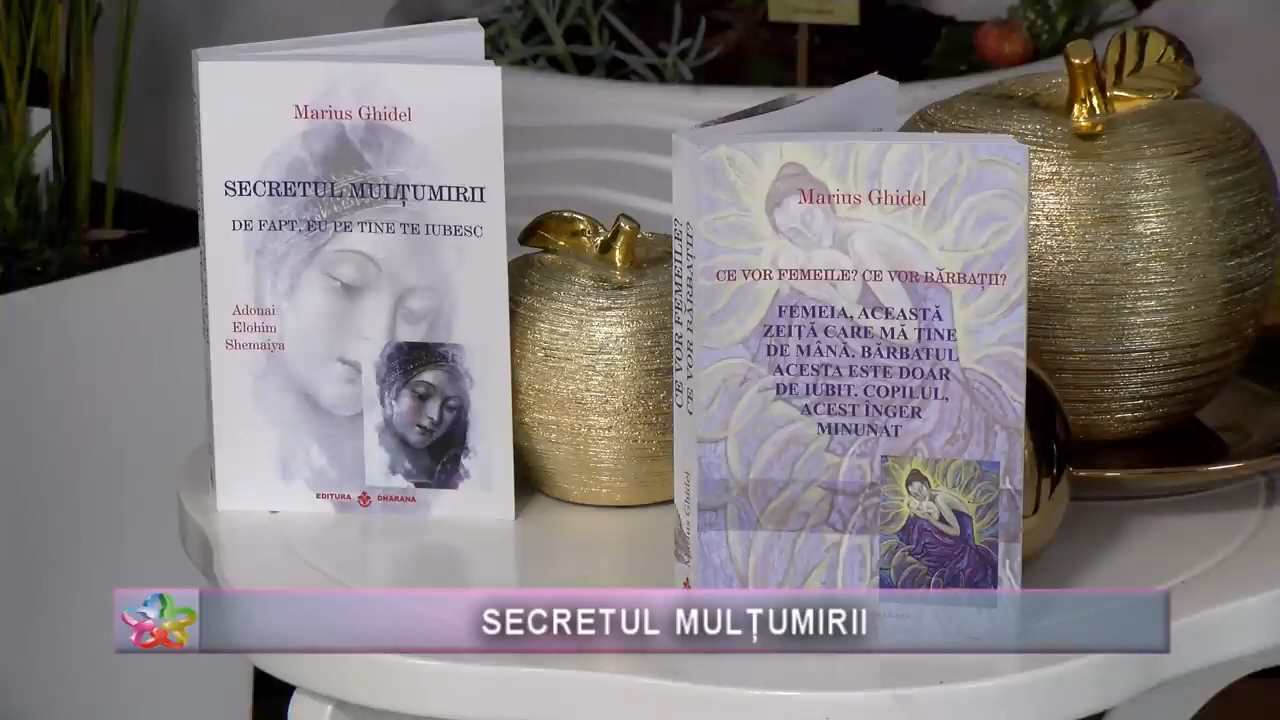 Marius Ghidel
SECRETUL MULȚUMIRII
DE FAPT, EU PE TINE TE IUBESC
Adonai
Elohim
Shemaiya
EDITURA DHARANA
CE VOR FEMEILE?
CE VOR BĂRBAȚII?
Marius Ghidel
Marius Ghidel
CE VOR FEMEILE? CE VOR BĂRBAȚII?
FEMEIA, ACEASTĂ
ZEIȚĂ CARE MĂ ȚINE
DE MÂNĂ. BĂRBATUL
ACESTA ESTE DOAR
DE IUBIT. COPILUL,
ACEST ÎNGER
MINUNAT
SECRETUL MULȚUMIRII